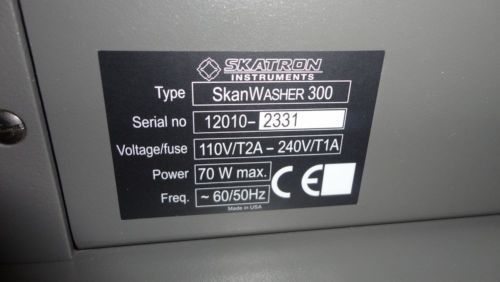 SKATRON
INSTRUMENTS
Type SkanWASHER 300
Serial no 12010- 2331
Voltage/fuse 110V/T2A – 240V/T1A
Power 70 W max.
Freq. ~ 60/50Hz
CE
Made in USA